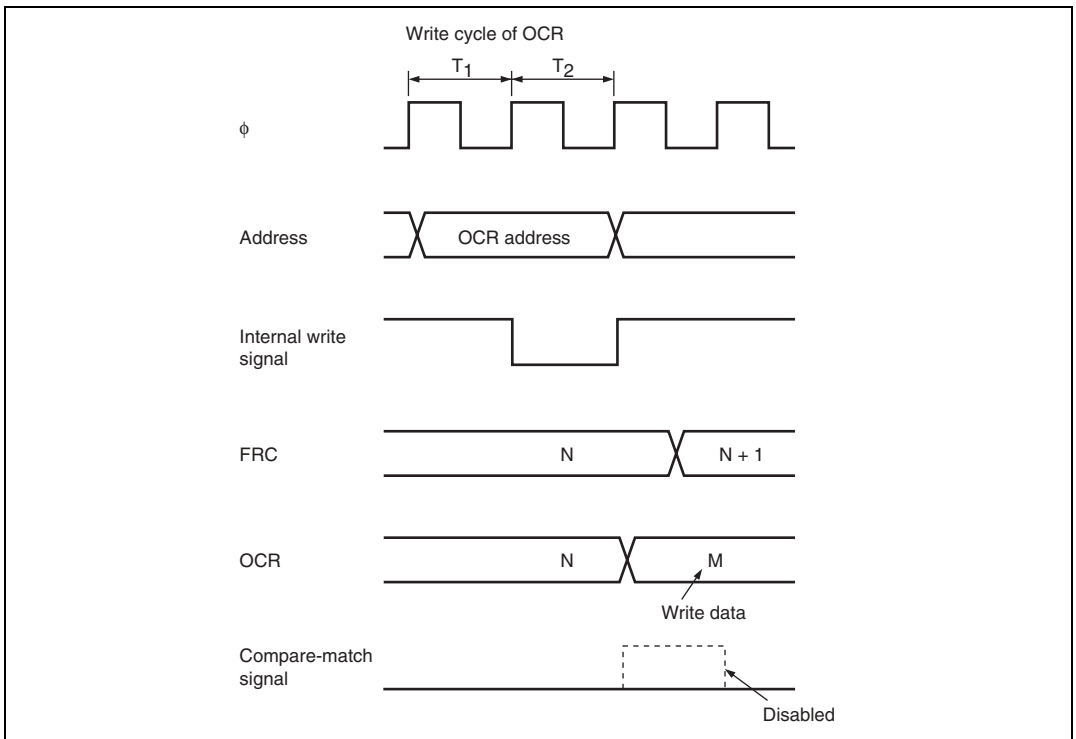 Write cycle of OCR
T1 T2
ϕ
Address OCR address
Internal write
signal
FRC N N + 1
OCR N M
Write data
Compare-match
signal
Disabled